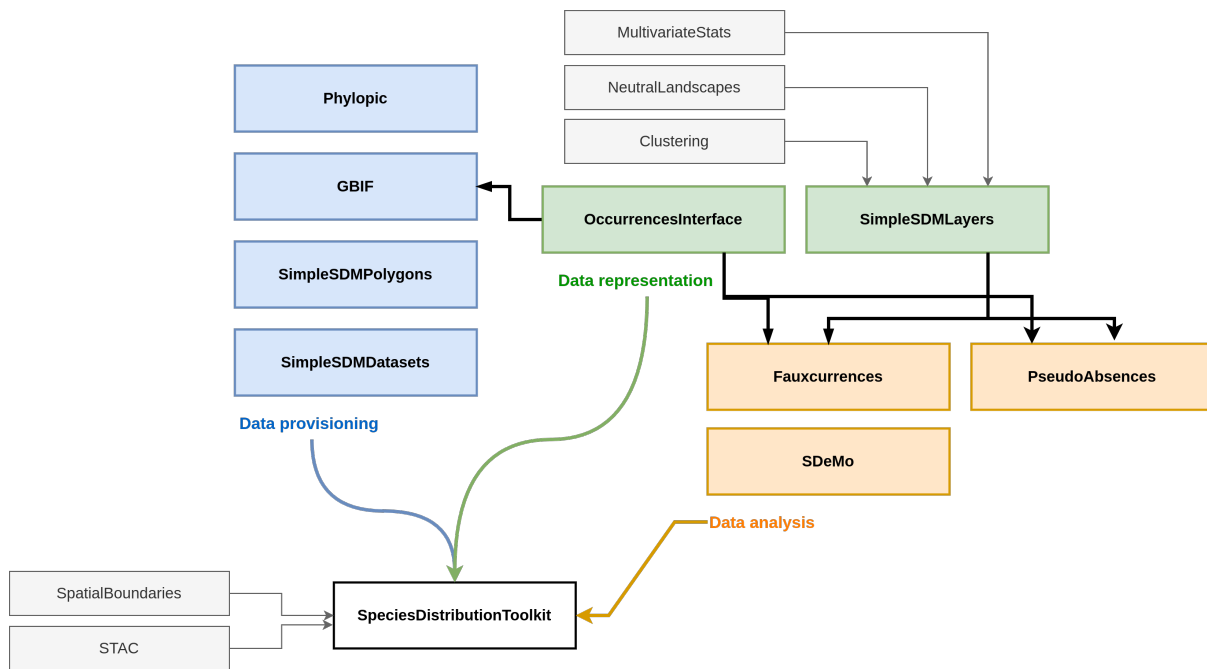 MultivariateStats
NeutralLandscapes
Clustering
Phylopic
GBIF
SimpleSDMPolygons
SimpleSDMDatasets
Data provisioning
OccurrencesInterface
SimpleSDMLayers
Data representation
Fauxcurrences
PseudoAbsences
SDeMo
Data analysis
SpatialBoundaries
STAC
SpeciesDistributionToolkit